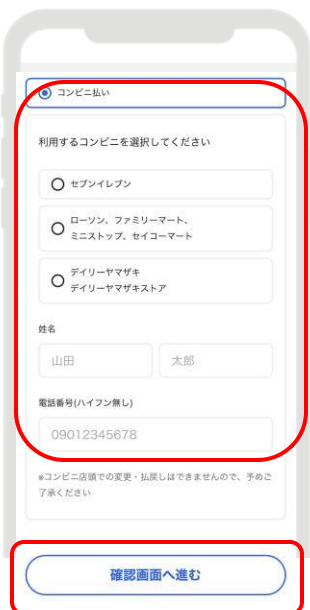 コンビニ払い
利用するコンビニを選択してください
セブンイレブン
ローソン、ファミリーマート、
ミニストップ、セイコーマート
デイリーヤマザキ
デイリーヤマザキストア
姓名
山田 太郎
電話番号(ハイフン無し)
09012345678
※コンビニ店頭での変更・払戻しはできませんので、予めご
了承ください
確認画面へ進む